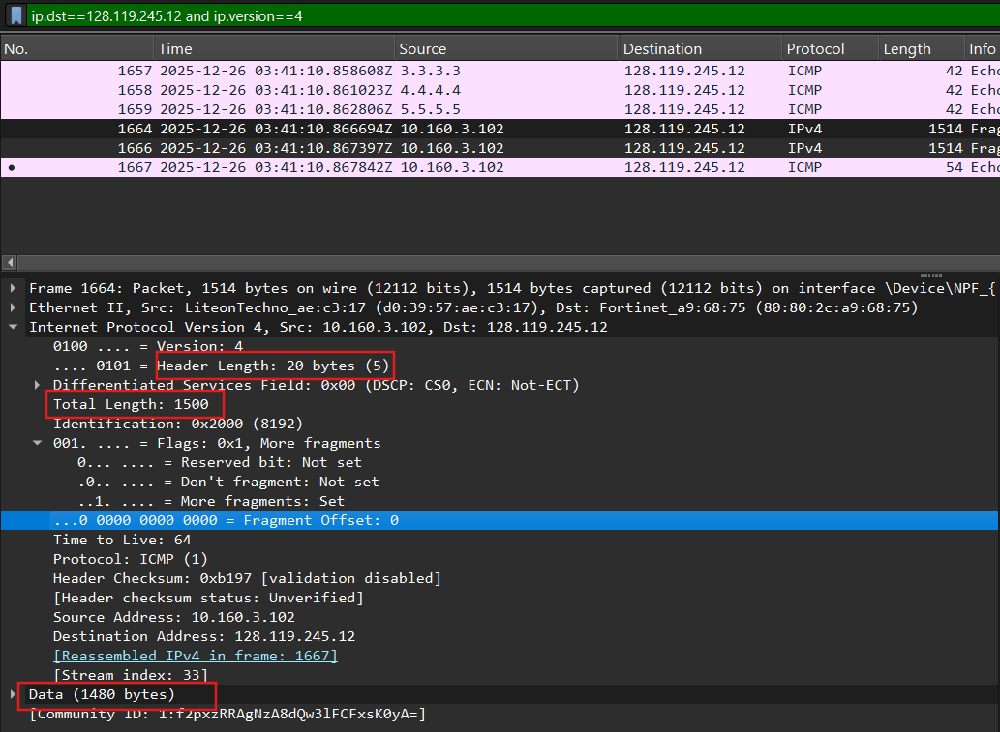 ip.dst==128.119.245.12 and ip.version==4
No. Time Source Destination Protocol Length Info
1657 2025-12-26 03:41:10.858608Z 3.3.3.3 128.119.245.12 ICMP 42 Echo
1658 2025-12-26 03:41:10.861023Z 4.4.4.4 128.119.245.12 ICMP 42 Echo
1659 2025-12-26 03:41:10.862806Z 5.5.5.5 128.119.245.12 ICMP 42 Echo
1664 2025-12-26 03:41:10.866694Z 10.160.3.102 128.119.245.12 IPv4 1514 Frag
1666 2025-12-26 03:41:10.867397Z 10.160.3.102 128.119.245.12 IPv4 1514 Frag
1667 2025-12-26 03:41:10.867842Z 10.160.3.102 128.119.245.12 ICMP 54 Echo
Frame 1664: Packet, 1514 bytes on wire (12112 bits), 1514 bytes captured (12112 bits) on interface \Device\NPF_{
Ethernet II, Src: LiteonTechno_ae:c3:17 (d0:39:57:ae:c3:17), Dst: Fortinet_a9:68:75 (80:80:2c:a9:68:75)
Internet Protocol Version 4, Src: 10.160.3.102, Dst: 128.119.245.12
0100 .... = Version: 4
.... 0101 = Header Length: 20 bytes (5)
Differentiated Services Field: 0x00 (DSCP: CS0, ECN: Not-ECT)
Total Length: 1500
Identification: 0x2000 (8192)
001. .... = Flags: 0x1, More fragments
0... .... = Reserved bit: Not set
.0.. .... = Don't fragment: Not set
..1. .... = More fragments: Set
...0 0000 0000 0000 = Fragment Offset: 0
Time to Live: 64
Protocol: ICMP (1)
Header Checksum: 0xb197 [validation disabled]
[Header checksum status: Unverified]
Source Address: 10.160.3.102
Destination Address: 128.119.245.12
[Reassembled IPv4 in frame: 1667]
[Stream index: 33]
Data (1480 bytes)
[Community ID: 1:f2pxzRRAgNzA8dQw3lFCFxsK0yA=]